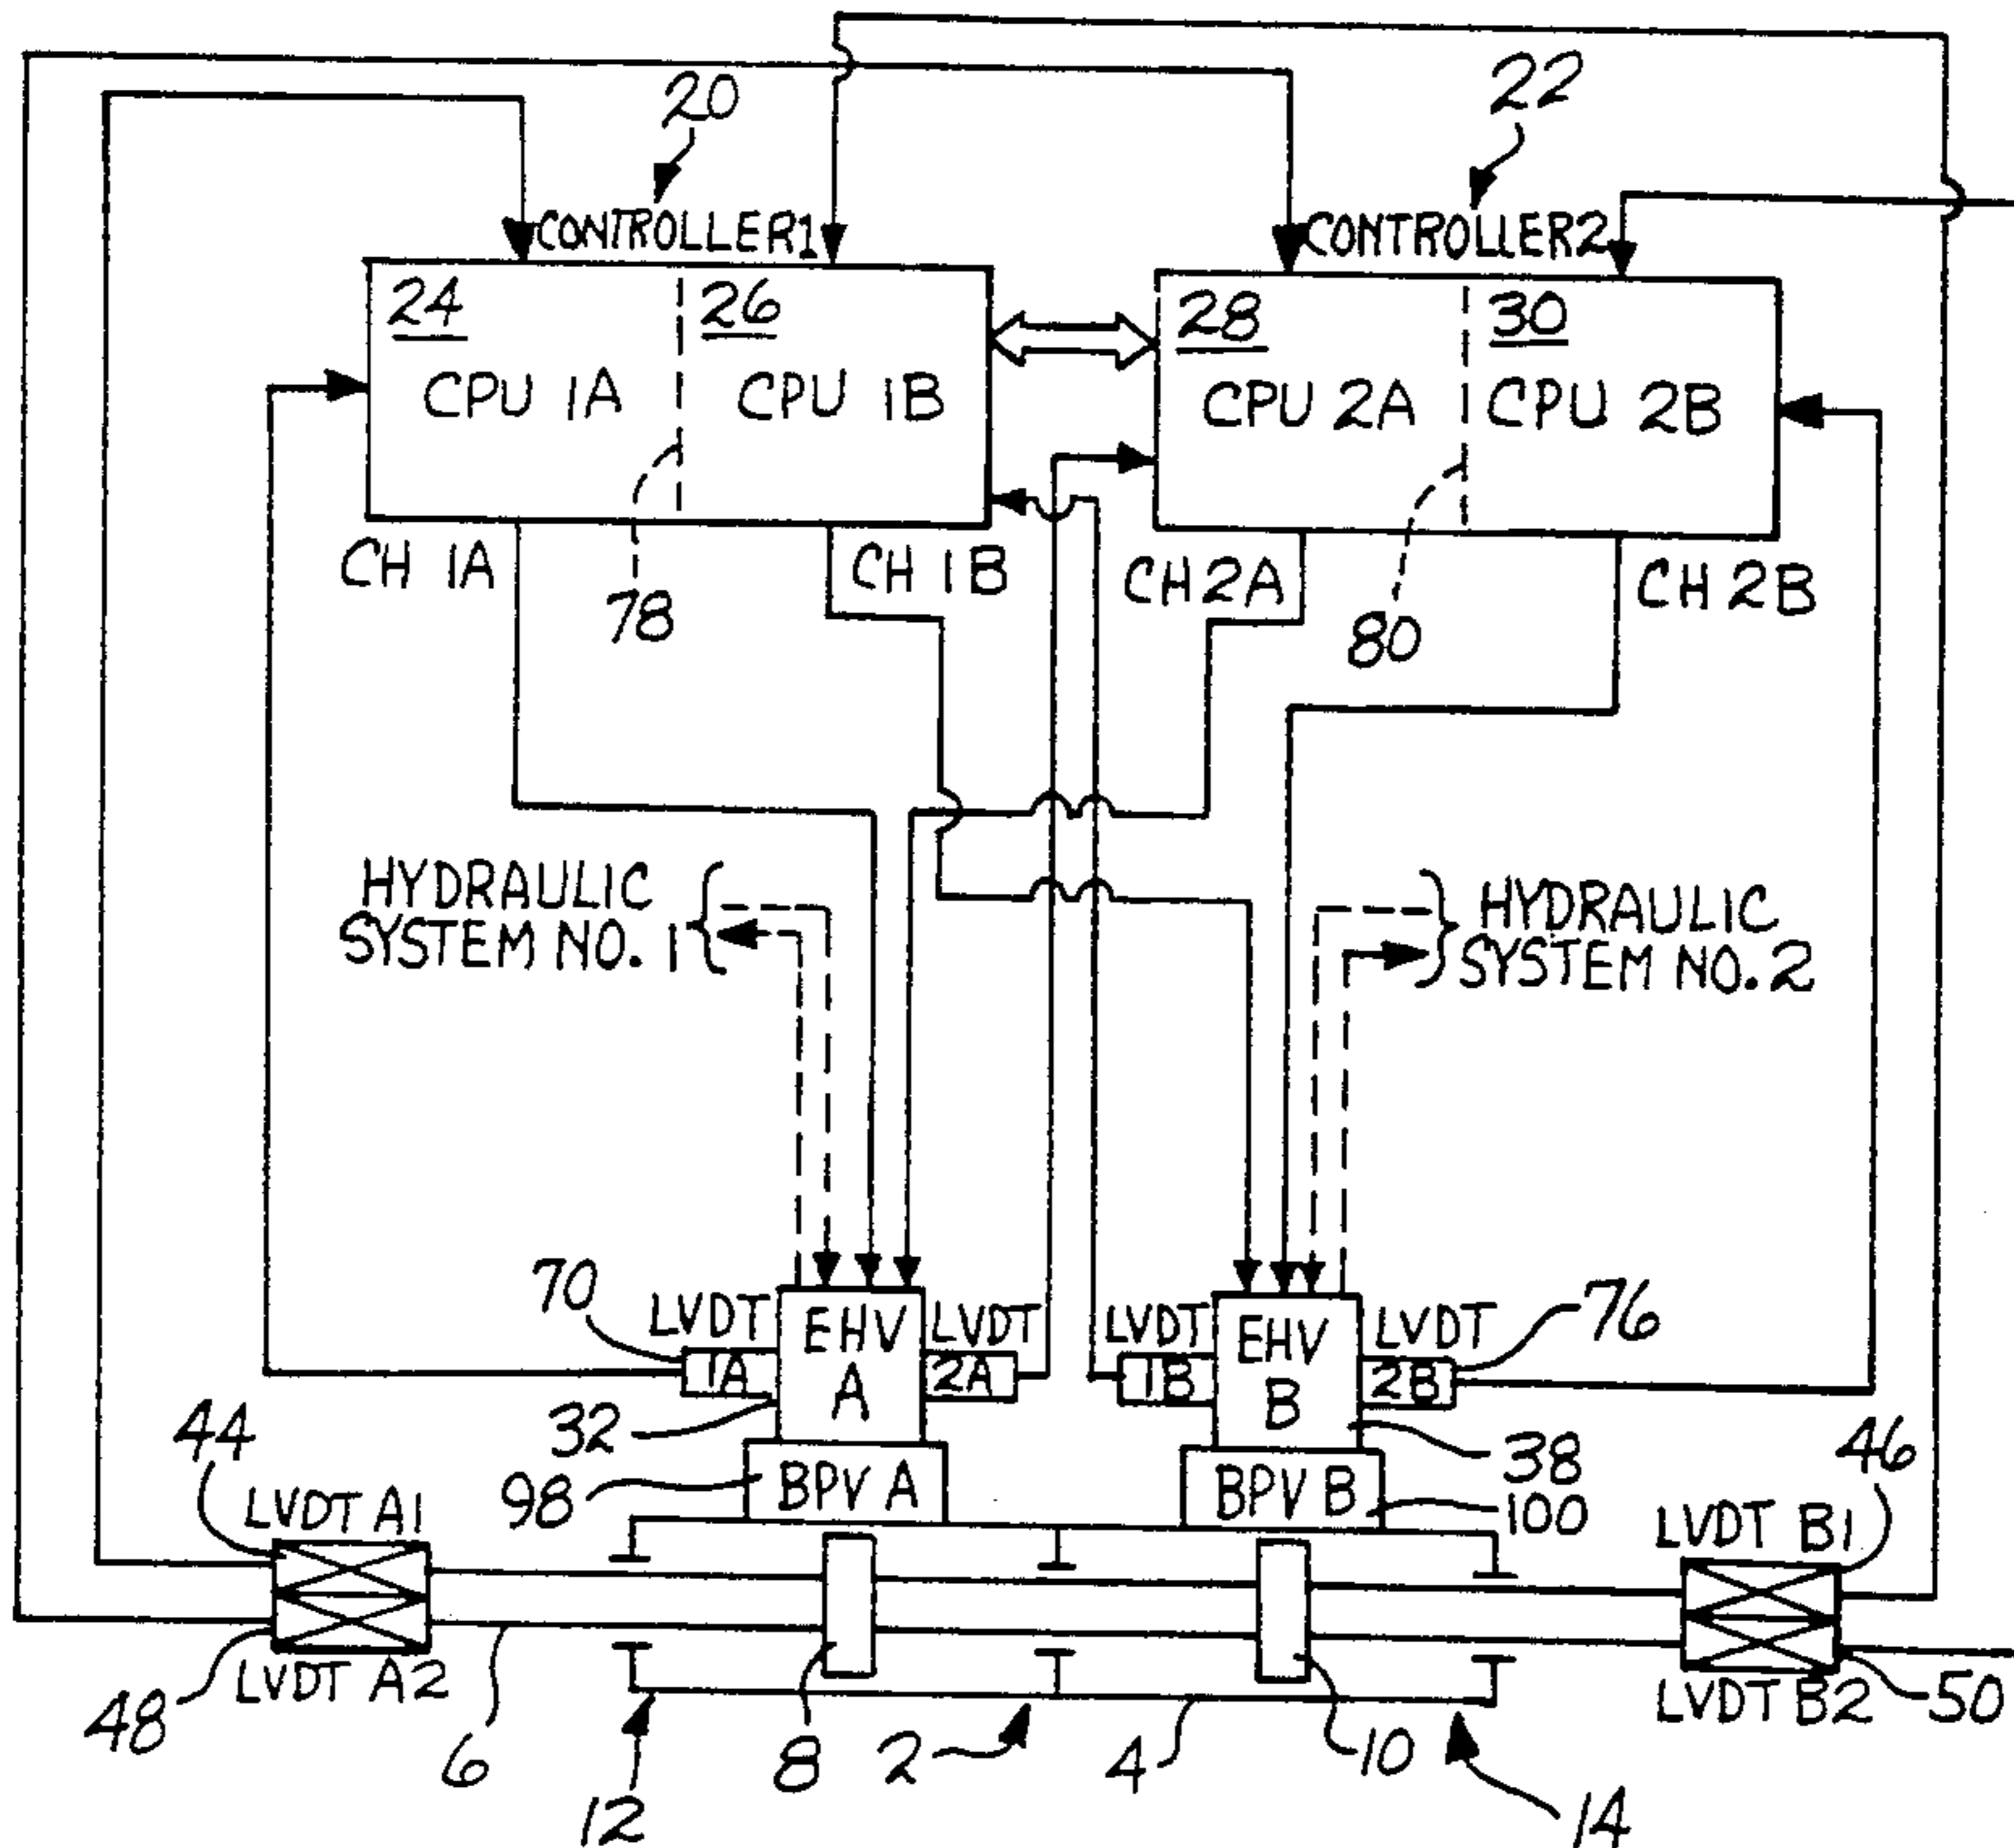 20
22
CONTROLLER1
CONTROLLER2
24
26
28
30
CPU 1A
CPU 1B
CPU 2A
CPU 2B
CH 1A
CH 1B
CH 2A
CH 2B
78
80
HYDRAULIC
SYSTEM NO. 1
HYDRAULIC
SYSTEM NO. 2
70
LVDT
1A
EHV
A
LVDT
2A
LVDT
1B
EHV
B
LVDT
2B
76
32
38
44
46
98
BPV A
BPV B
100
LVDT A1
LVDT B1
48
LVDT A2
LVDT B2
50
6
8
2
4
10
12
14